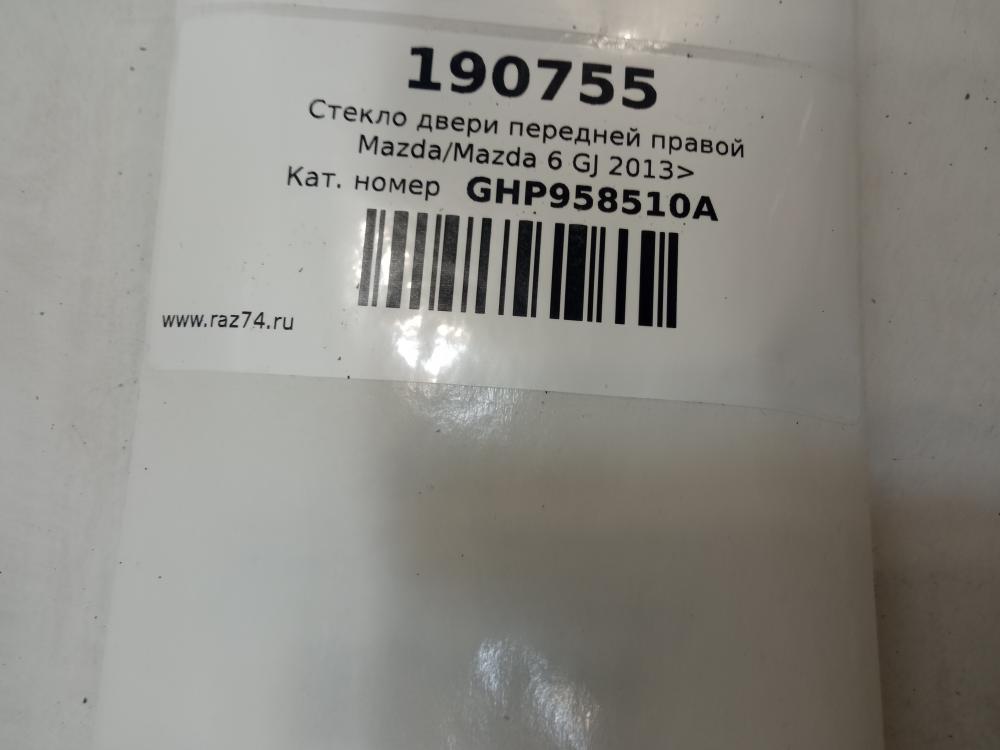 190755
Стекло двери передней правой
Mazda/Mazda 6 GJ 2013>
Кат. номер GHP958510A
www.raz74.ru